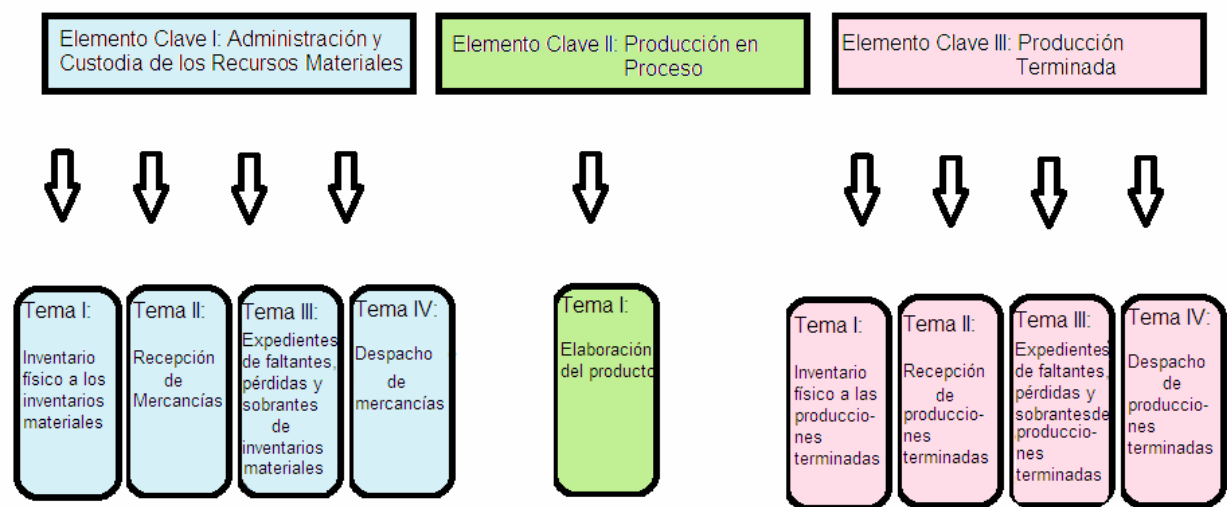 Elemento Clave I: Administración y
Custodia de los Recursos Materiales
Elemento Clave II: Producción en
Proceso
Elemento Clave III: Producción
Terminada
Tema I:
Inventario
físico a los
inventarios
materiales
Tema II:
Recepción
de
Mercancías
Tema III:
Expedientes
de faltantes,
pérdidas y
sobrantes
de
inventarios
materiales
Tema IV:
Despacho
de
mercancías
Tema I:
Elaboración
del producto
Tema I:
Inventario
físico a las
produccio-
nes
terminadas
Tema II:
Recepción
de
produccio-
nes
terminadas
Tema III:
Expedientes
de faltantes,
pérdidas y
sobrantesde
produccio-
nes
terminadas
Tema IV:
Despacho
de
produccio-
nes
terminadas